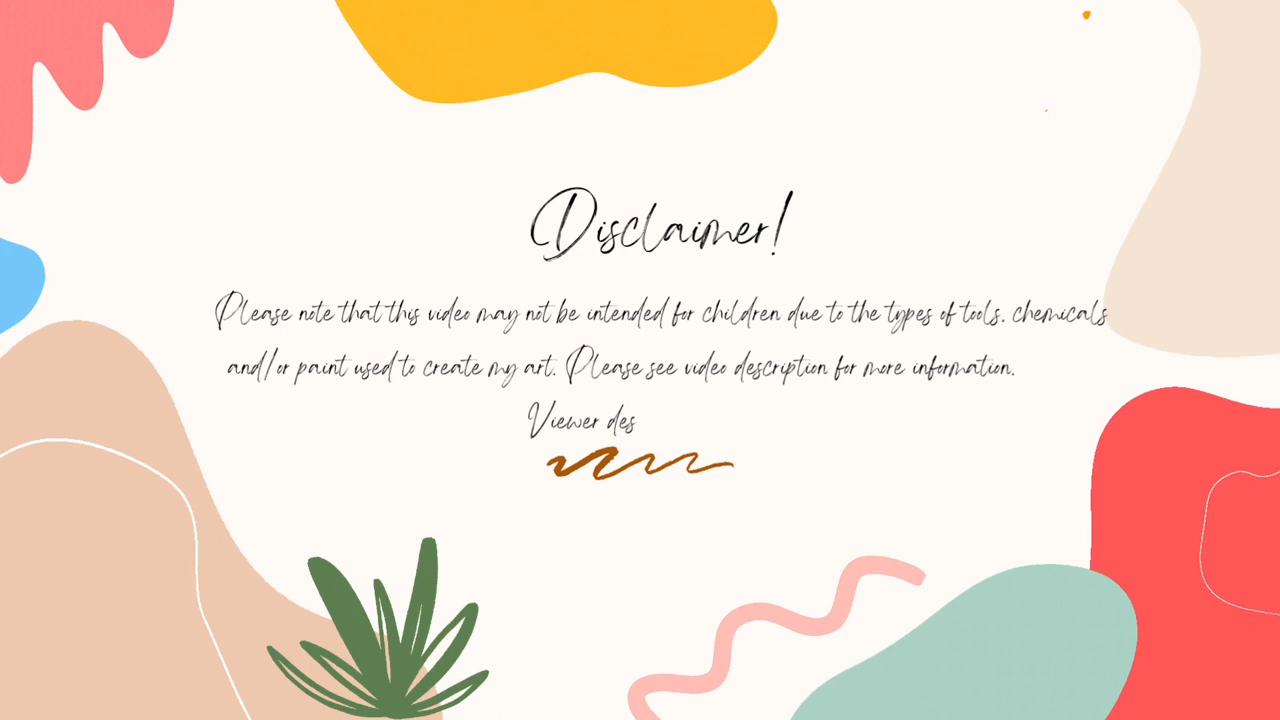 Disclaimer!
Please note that this video may not be intended for children due to the types of tools, chemicals
and/or paint used to create my art. Please see video description for more information.
Viewer des